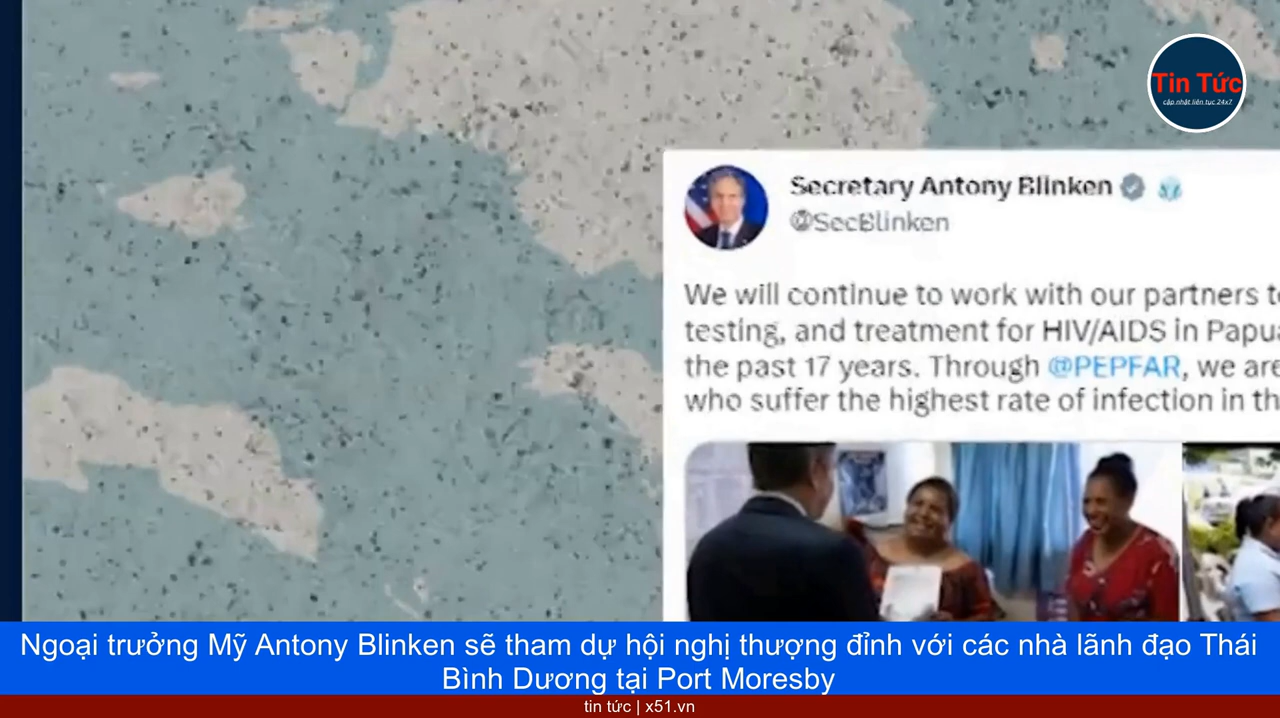 Tin Tức
cập nhật liên tục 24x7
Secretary Antony Blinken
@SecBlinken
We will continue to work with our partners to
testing, and treatment for HIV/AIDS in Papua
the past 17 years. Through @PEPFAR, we are
who suffer the highest rate of infection in th
Ngoại trưởng Mỹ Antony Blinken sẽ tham dự hội nghị thượng đỉnh với các nhà lãnh đạo Thái
Bình Dương tại Port Moresby
tin tức | x51.vn